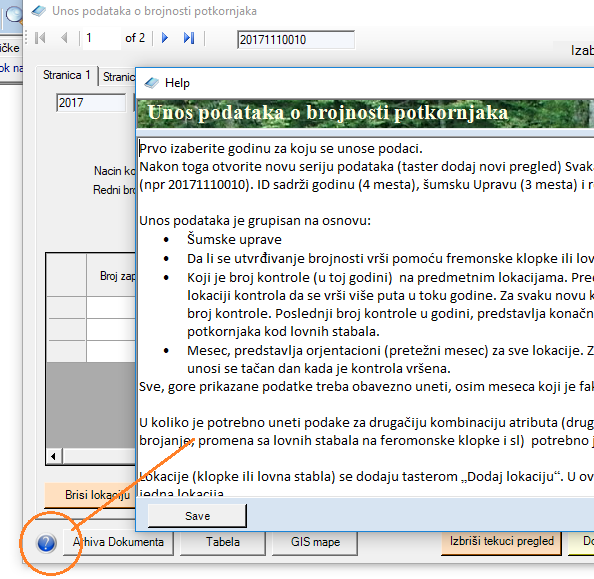 Unos podataka o brojnosti potkornjaka
1 of 2 20171110010
ičke
Izab
ok na
Stranica 1 Stranic
2017
Nacin ko
Redni bro
Broj zap
Help
Unos podataka o brojnosti potkornjaka
Prvo izaberite godinu za koju se unose podaci.
Nakon toga otvorite novu seriju podataka (taster dodaj novi pregled) Svaka
(npr 20171110010). ID sadrži godinu (4 mesta), šumsku Upravu (3 mesta) i r
Unos podataka je grupisan na osnovu:
• Šumske uprave
• Da li se utvrđivanje brojnosti vrši pomoću fremonske klopke ili lov
• Koji je broj kontrole (u toj godini) na predmetnim lokacijama. Pred
lokaciji kontrola da se vrši više puta u toku godine. Za svaku novu k
broj kontrole. Poslednji broj kontrole u godini, predstavlja konačn
potkornjaka kod lovnih stabala.
• Mesec, predstavlja orjentacioni (pretežni mesec) za sve lokacije. Z
unosi se tačan dan kada je kontrola vršena.
Sve, gore prikazane podatke treba obavezno uneti, osim meseca koji je fak
U koliko je potrebno uneti podake za drugačiju kombinaciju atributa (drug
brojanje, promena sa lovnih stabala na feromonske klopke i sl) potrebno j
Lokacije (klopke ili lovna stabla) se dodaju tasterom „Dodaj lokaciju“. U ov
jedna lokacija
Save
Brisi lokaciju
Arhiva Dokumenta Tabela GIS mape Izbriši tekuci pregled Do